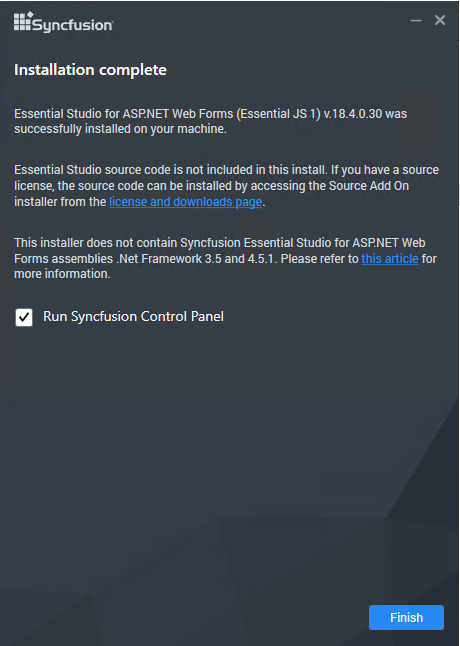 Syncfusion
Installation complete
Essential Studio for ASP.NET Web Forms (Essential JS 1) v.18.4.0.30 was
successfully installed on your machine.
Essential Studio source code is not included in this install. If you have a source
license, the source code can be installed by accessing the Source Add On
installer from the license and downloads page.
This installer does not contain Syncfusion Essential Studio for ASP.NET Web
Forms assemblies .Net Framework 3.5 and 4.5.1. Please refer to this article for
more information.
Run Syncfusion Control Panel
Finish